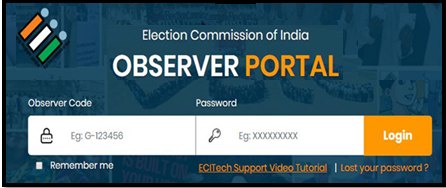 Election Commission of India
OBSERVER PORTAL
Observer Code Password
Eg: G-123456 Eg: XXXXXXXXX Login
Remember me ECITech Support Video Tutorial | Lost your password ?